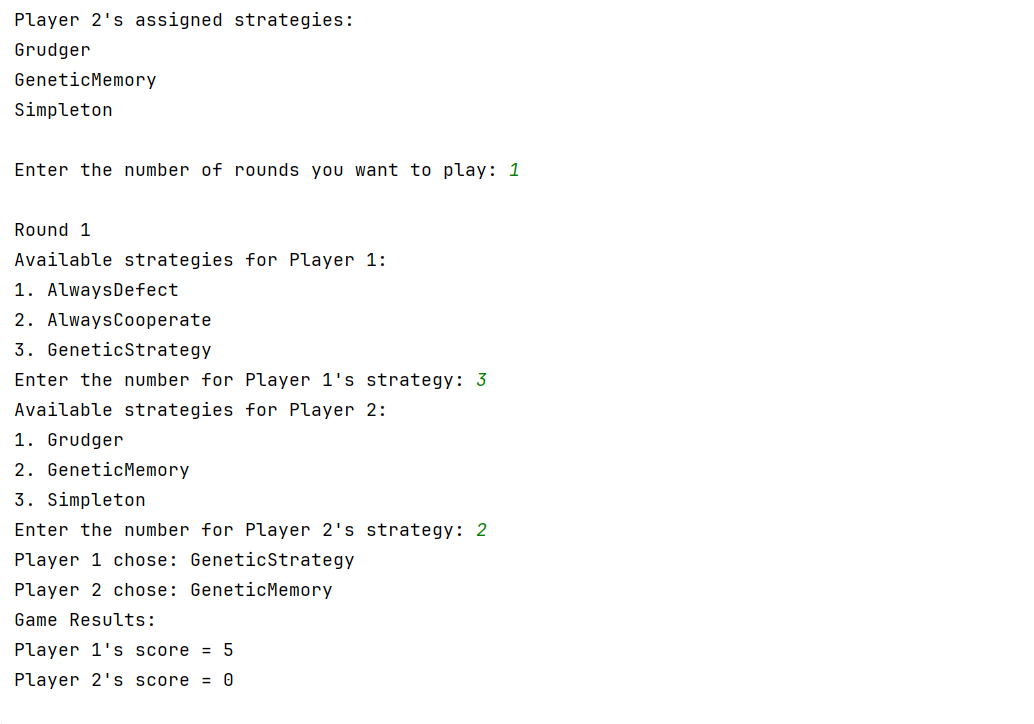 Player 2's assigned strategies:
Grudger
GeneticMemory
Simpleton
Enter the number of rounds you want to play: 1
Round 1
Available strategies for Player 1:
1. AlwaysDefect
2. AlwaysCooperate
3. GeneticStrategy
Enter the number for Player 1's strategy: 3
Available strategies for Player 2:
1. Grudger
2. GeneticMemory
3. Simpleton
Enter the number for Player 2's strategy: 2
Player 1 chose: GeneticStrategy
Player 2 chose: GeneticMemory
Game Results:
Player 1's score = 5
Player 2's score = 0